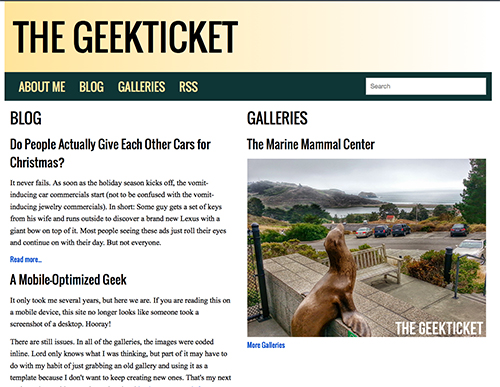 THE GEEKTICKET
ABOUT ME BLOG GALLERIES RSS
Search
BLOG
Do People Actually Give Each Other Cars for
Christmas?
It never fails. As soon as the holiday season kicks off, the vomit-
inducing car commercials start (not to be confused with the vomit-
inducing jewelry commercials). In short: Some guy gets a set of keys
from his wife and runs outside to discover a brand new Lexus with a
giant bow on top of it. Most people seeing these ads just roll their eyes
and continue on with their day. But not everyone.
Read more...
A Mobile-Optimized Geek
It only took me several years, but here we are. If you are reading this on
a mobile device, this site no longer looks like someone took a
screenshot of a desktop. Hooray!
There are still issues. In all of the galleries, the images were coded
inline. Lord only knows what I was thinking, but part of it may have to
do with my habit of just grabbing an old gallery and using it as a
template because I don't want to keep creating new ones. That's my next
GALLERIES
The Marine Mammal Center
THE GEEKTICKET
More Galleries